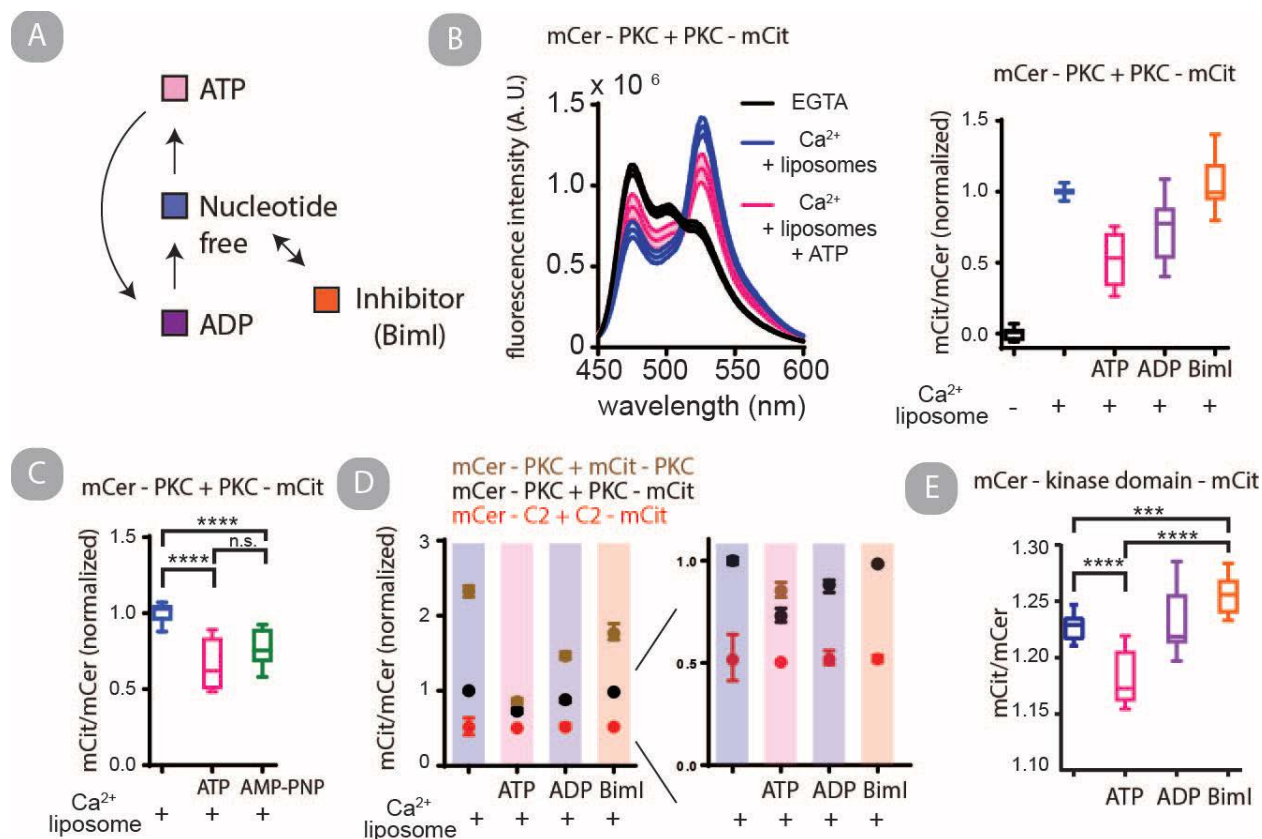 A
ATP
Nucleotide
free
ADP
Inhibitor
(BimI)
B
mCer - PKC + PKC - mCit
x 10 6
fluorescence intensity (A. U.)
1.5
1.0
0.5
0
450 500 550 600
wavelength (nm)
EGTA
Ca2+
+ liposomes
Ca2+
+ liposomes
+ ATP
mCer - PKC + PKC - mCit
mCit/mCer (normalized)
1.5
1.0
0.5
0.0
ATP ADP BimI
Ca2+
liposome - + + + +
C
mCer - PKC + PKC - mCit
****
n.s.
****
mCit/mCer (normalized)
1.5
1.0
0.5
0.0
ATP AMP-PNP
Ca2+
liposome + + +
D
mCer - PKC + mCit - PKC
mCer - PKC + PKC - mCit
mCer - C2 + C2 - mCit
mCit/mCer (normalized)
3
2
1
0
ATP ADP BimI
Ca2+
liposome + + + +
1.0
0.5
0.0
ATP ADP BimI
+ + + +
E
mCer - kinase domain - mCit
***
****
****
mCit/mCer
1.30
1.25
1.20
1.15
1.10
ATP ADP BimI